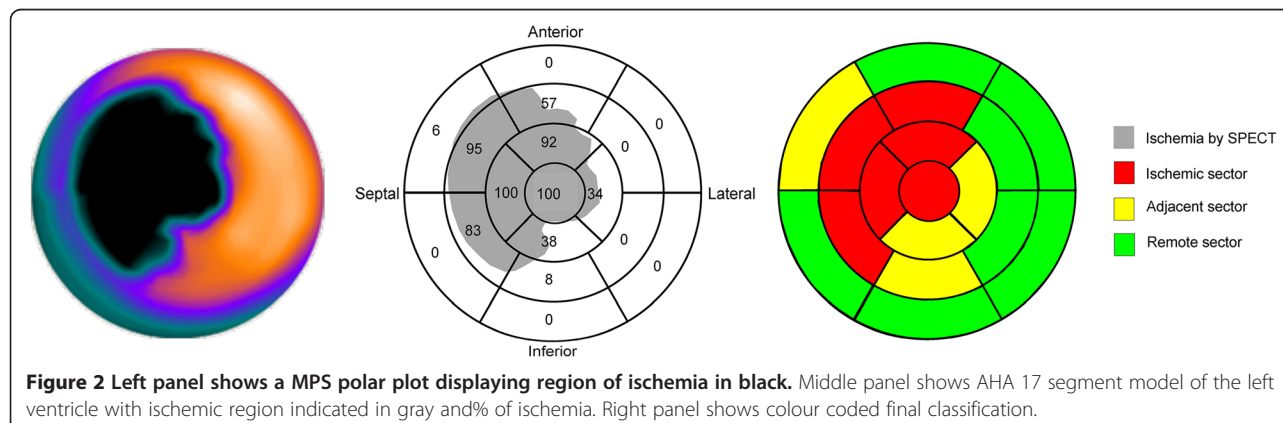 Anterior
0
57
6
0
95
92
0
Septal
100
100
34
Lateral
83
38
0
0
0
8
0
Inferior
Ischemia by SPECT
Ischemic sector
Adjacent sector
Remote sector
Figure 2 Left panel shows a MPS polar plot displaying region of ischemia in black. Middle panel shows AHA 17 segment model of the left
ventricle with ischemic region indicated in gray and% of ischemia. Right panel shows colour coded final classification.